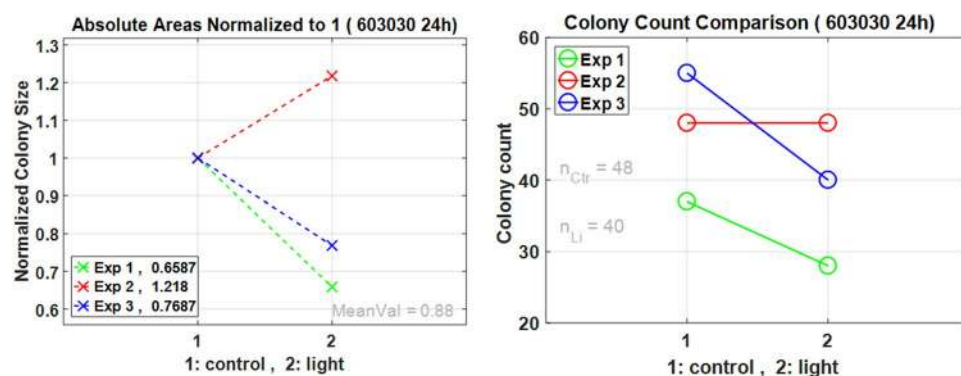 Absolute Areas Normalized to 1 ( 603030 24h)
Normalized Colony Size
1.3
1.2
1.1
1
0.9
0.8
0.7
0.6
Exp 1 , 0.6587
Exp 2 , 1.218
Exp 3 , 0.7687
MeanVal = 0.88
1 2
1: control , 2: light
Colony Count Comparison ( 603030 24h)
Colony count
60
50
40
30
20
Exp 1
Exp 2
Exp 3
n_Ctr = 48
n_Li = 40
1 2
1: control , 2: light